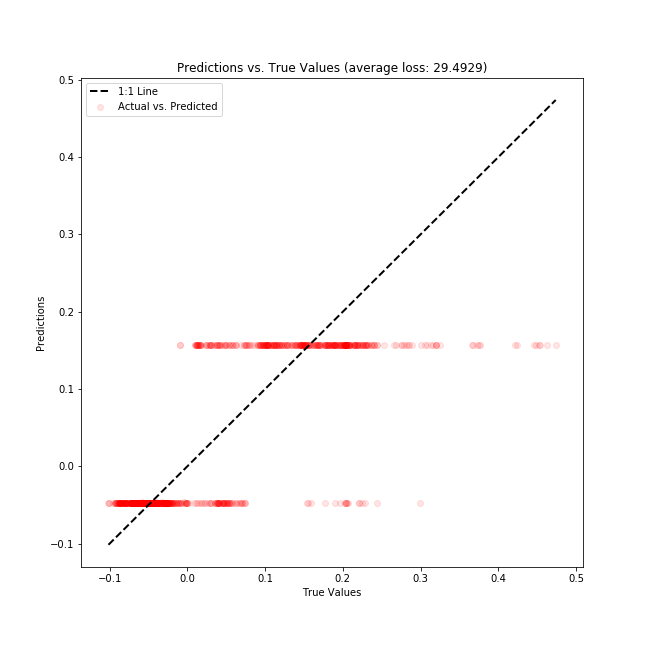 Predictions vs. True Values (average loss: 29.4929)
1:1 Line
Actual vs. Predicted
0.5
0.4
0.3
0.2
0.1
0.0
−0.1
Predictions
−0.1 0.0 0.1 0.2 0.3 0.4 0.5
True Values